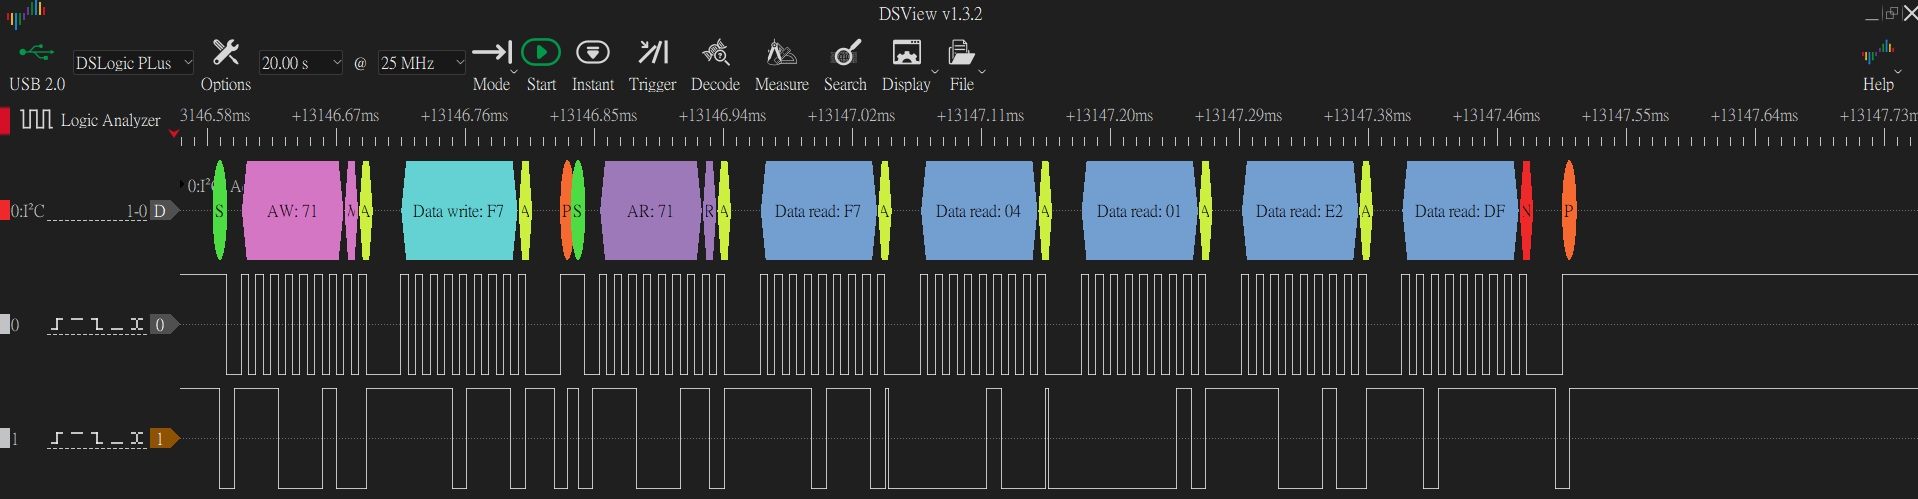 DSView v1.3.2
USB 2.0
DSLogic PLus
Options
20.00 s
@
25 MHz
Mode
Start
Instant
Trigger
Decode
Measure
Search
Display
File
Help
Logic Analyzer
3146.58ms +13146.67ms +13146.76ms +13146.85ms +13146.94ms +13147.02ms +13147.11ms +13147.20ms +13147.29ms +13147.38ms +13147.46ms +13147.55ms +13147.64ms +13147.73m
0:I²C 1-0 D S AW: 71 A Data write: F7 A P S AR: 71 R A Data read: F7 A Data read: 04 A Data read: 01 A Data read: E2 A Data read: DF N P
0 0
1 1